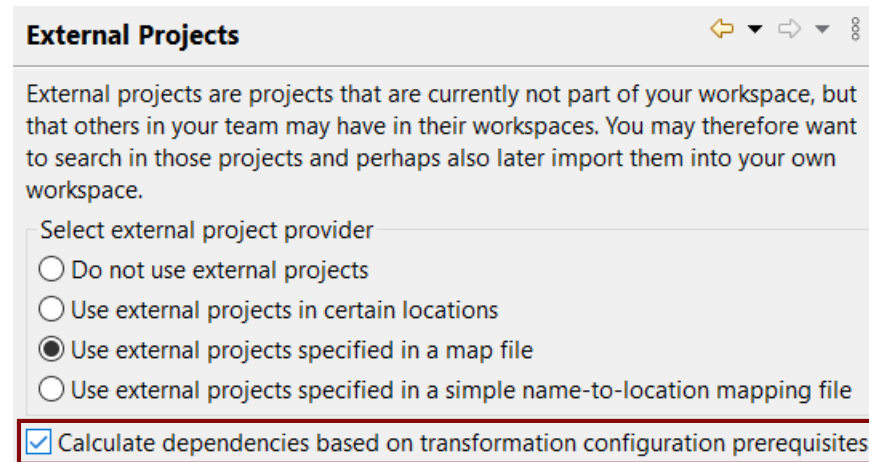 External Projects
External projects are projects that are currently not part of your workspace, but
that others in your team may have in their workspaces. You may therefore want
to search in those projects and perhaps also later import them into your own
workspace.
Select external project provider
Do not use external projects
Use external projects in certain locations
Use external projects specified in a map file
Use external projects specified in a simple name-to-location mapping file
Calculate dependencies based on transformation configuration prerequisites